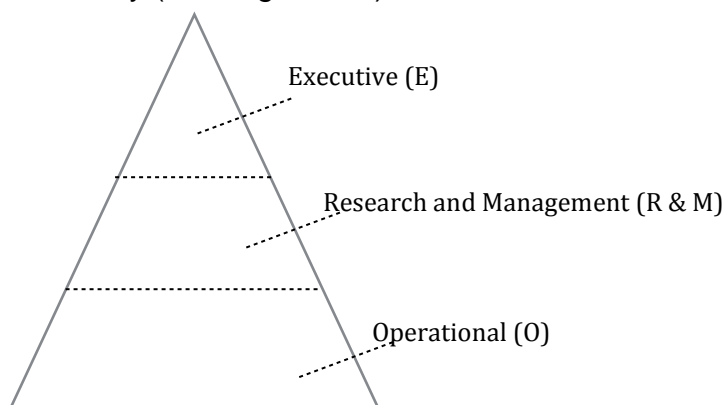 Executive (E)
Research and Management (R & M)
Operational (O)